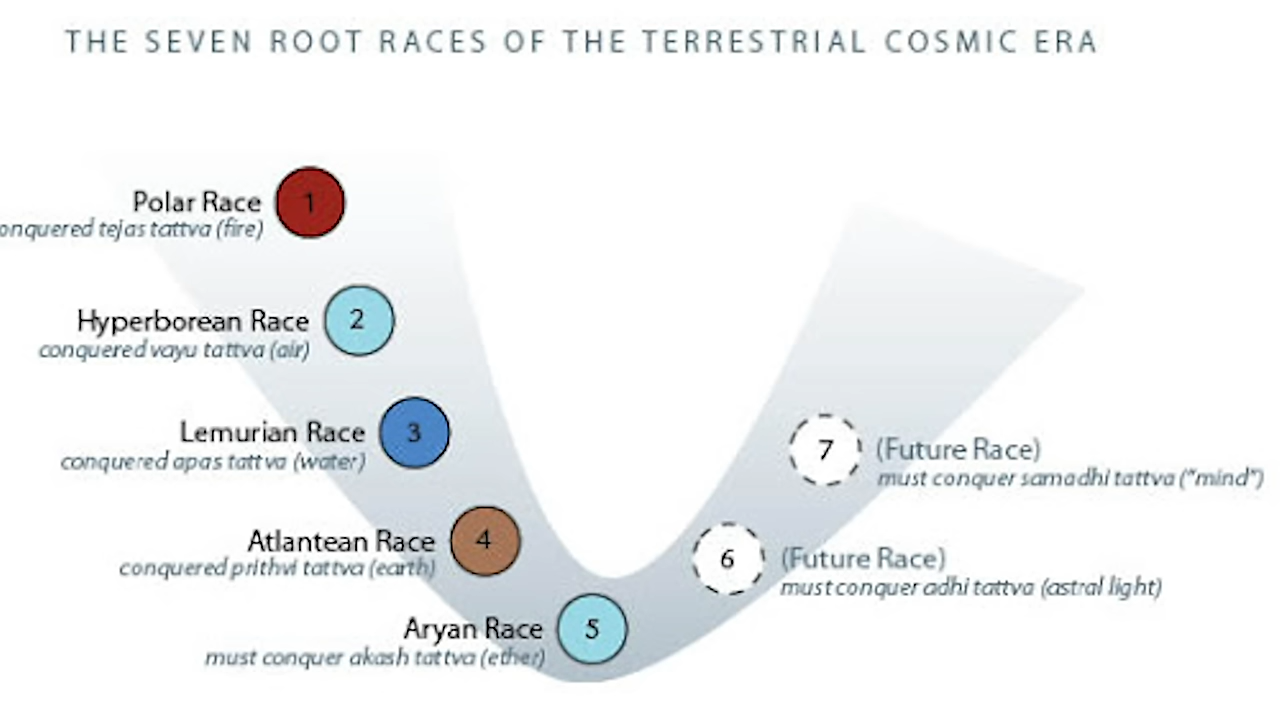 THE SEVEN ROOT RACES OF THE TERRESTRIAL COSMIC ERA
Polar Race
1
onquered tejas tattva (fire)
Hyperborean Race
2
conquered vayu tattva (air)
Lemurian Race
3
conquered apas tattva (water)
Atlantean Race
4
conquered prithvi tattva (earth)
Aryan Race
5
must conquer akash tattva (ether)
6
(Future Race)
must conquer adhi tattva (astral light)
7
(Future Race)
must conquer samadhi tattva ("mind")